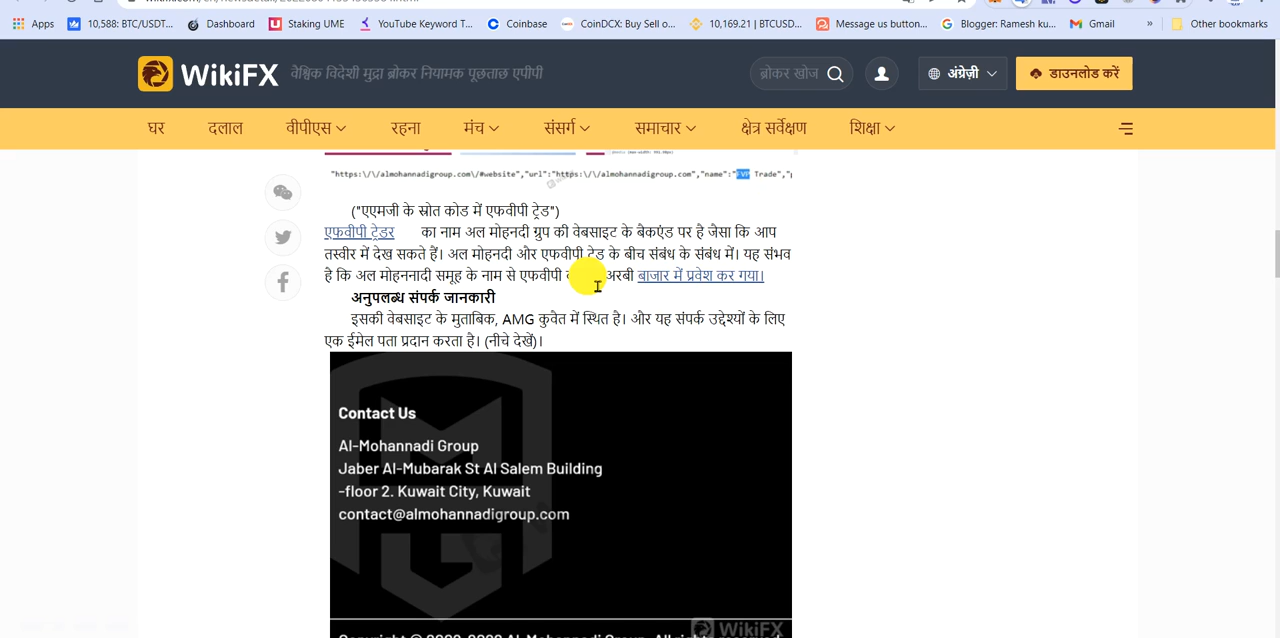 Apps 10,588: BTC/USDT... Dashboard Staking UME YouTube Keyword T... Coinbase CoinDCX: Buy Sell o... 10,169.21 | BTCUSD... Message us button... Blogger: Ramesh ku... Gmail » Other bookmarks
WikiFX वैश्विक विदेशी मुद्रा ब्रोकर नियामक पूछताछ एपीपी ब्रोकर खोज अंग्रेज़ी डाउनलोड करें
घर दलाल वीपीएस रहना मंच संसर्ग समाचार क्षेत्र सर्वेक्षण शिक्षा
"https:\/\/almohannadigroup.com\/#website","url":"https:\/\/almohannadigroup.com","name":"FVP Trade","
("एएमजी के स्रोत कोड में एफवीपी ट्रेड")
एफवीपी ट्रेडर का नाम अल मोहनदी ग्रुप की वेबसाइट के बैकएंड पर है जैसा कि आप
तस्वीर में देख सकते हैं। अल मोहनदी और एफवीपी ट्रेड के बीच संबंध के संबंध में। यह संभव
है कि अल मोहननादी समूह के नाम से एफवीपी अरबी बाजार में प्रवेश कर गया।
अनुपलब्ध संपर्क जानकारी
इसकी वेबसाइट के मुताबिक, AMG कुवैत में स्थित है। और यह संपर्क उद्देश्यों के लिए
एक ईमेल पता प्रदान करता है। (नीचे देखें)।
Contact Us
Al-Mohannadi Group
Jaber Al-Mubarak St Al Salem Building
-floor 2. Kuwait City, Kuwait
contact@almohannadigroup.com
WikiFX